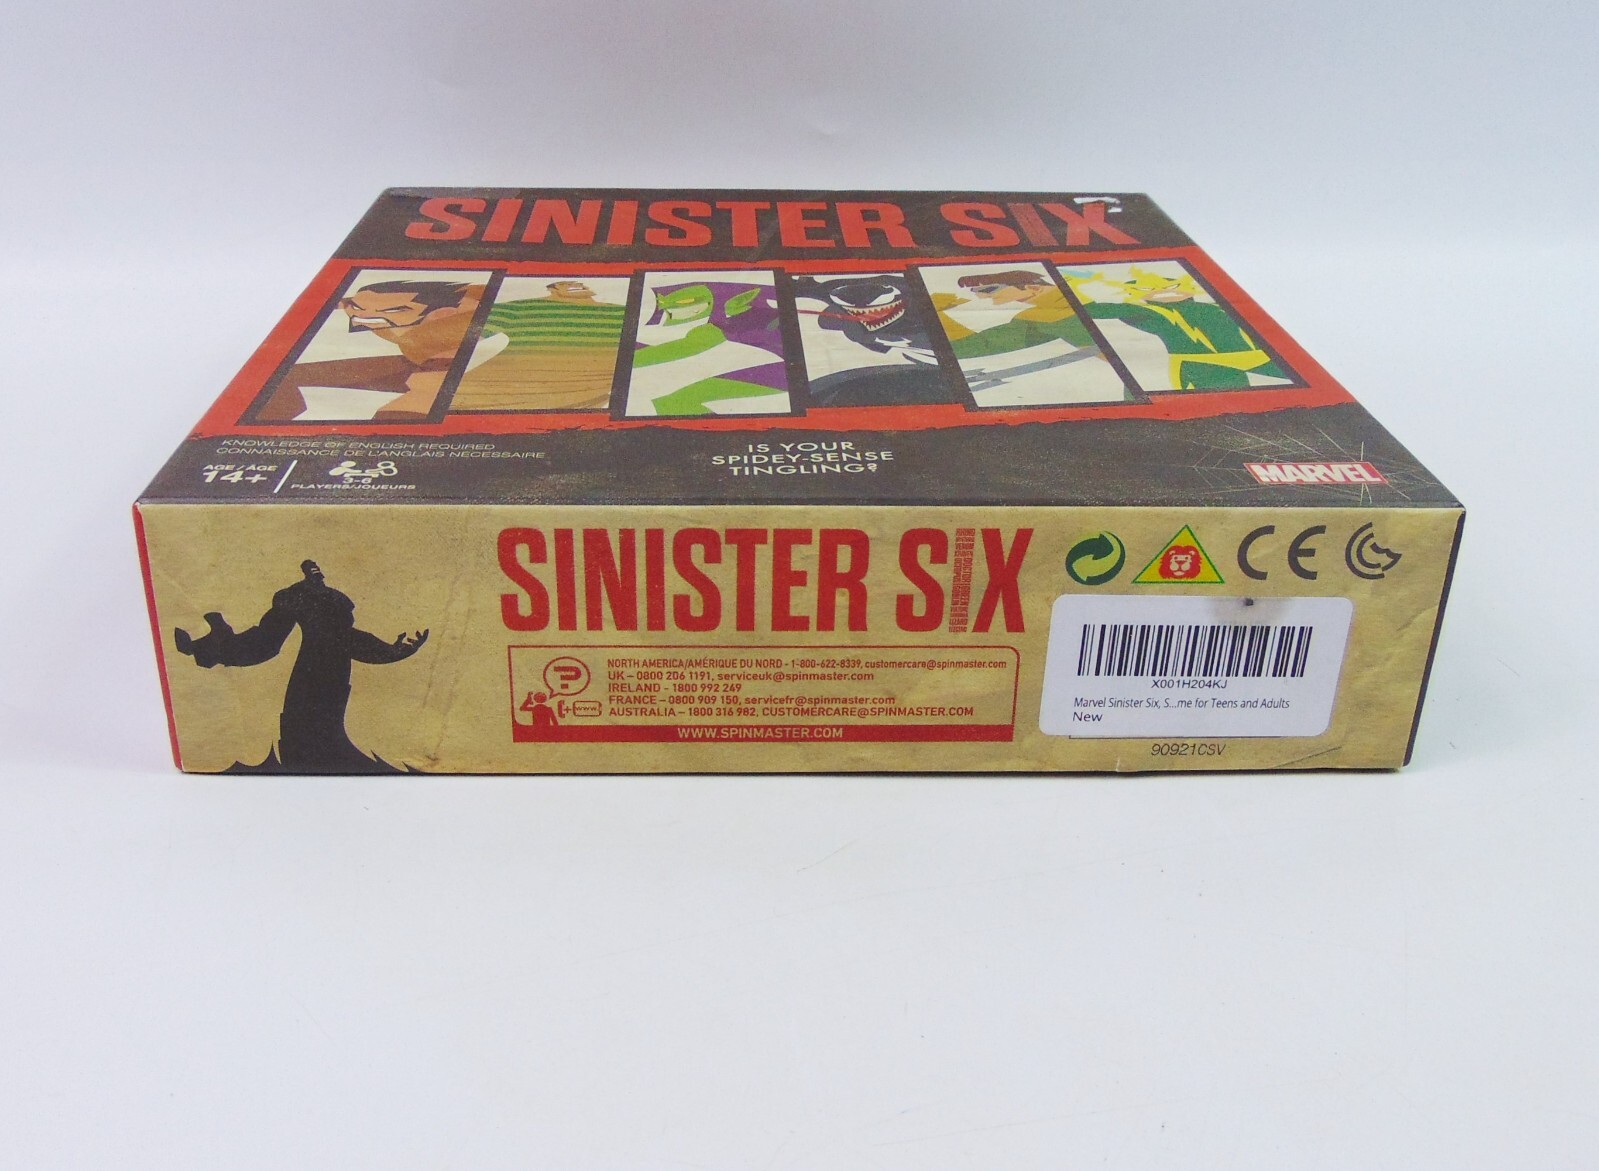 SINISTER SIX
KNOWLEDGE OF ENGLISH REQUIRED
CONNAISSANCE DE L'ANGLAIS NÉCESSAIRE
AGE/ÂGE
14+
3-6
PLAYERS/JOUEURS
IS YOUR
SPIDEY-SENSE
TINGLING?
MARVEL
SINISTER SIX
NORTH AMERICA/AMÉRIQUE DU NORD - 1-800-622-8339, customercare@spinmaster.com
UK – 0800 206 1191, serviceuk@spinmaster.com
IRELAND - 1800 992 249
FRANCE – 0800 909 150, servicefr@spinmaster.com
AUSTRALIA – 1800 316 982, CUSTOMERCARE@SPINMASTER.COM
?
+ www.
WWW.SPINMASTER.COM
CE
X001H204KJ
Marvel Sinister Six, S...me for Teens and Adults
New
90921CSV